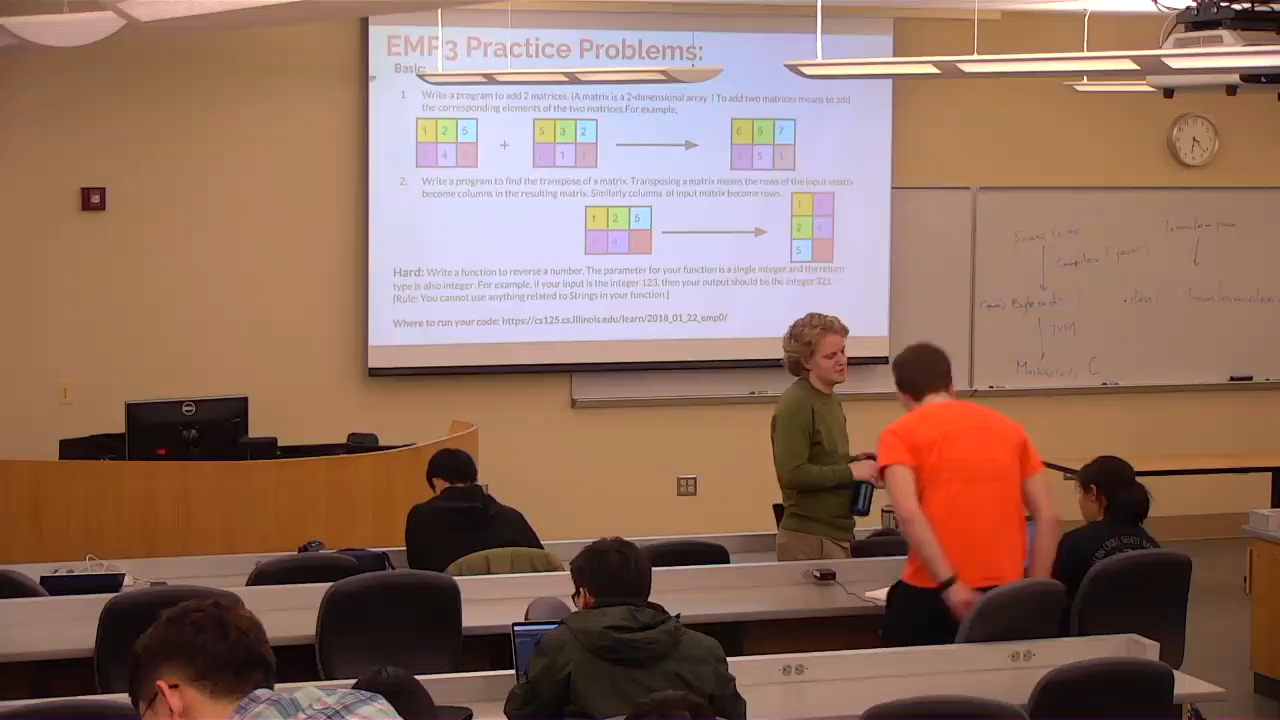 EMP3 Practice Problems:
Basic:
1. Write a program to add 2 matrices. (A matrix is a 2-dimensional array.) To add two matrices means to add
the corresponding elements of the two matrices.For example,
1 2 5 + 5 3 2 6 5 7
4 1 5 1
2. Write a program to find the transpose of a matrix. Transposing a matrix means the rows of the input matrix
become columns in the resulting matrix. Similarly columns of input matrix become rows.
1 2 5 1
4 2 4
5
Hard: Write a function to reverse a number. The parameter for your function is a single integer and the return
type is also integer. For example, if your input is the integer 123, then your output should be the integer 321.
[Rule: You cannot use anything related to Strings in your function.]
Where to run your code: https://cs125.cs.illinois.edu/learn/2018_01_22_emp0/
Source Code
Compiler (javac)
Bytecode ( .class)
JVM
DELL